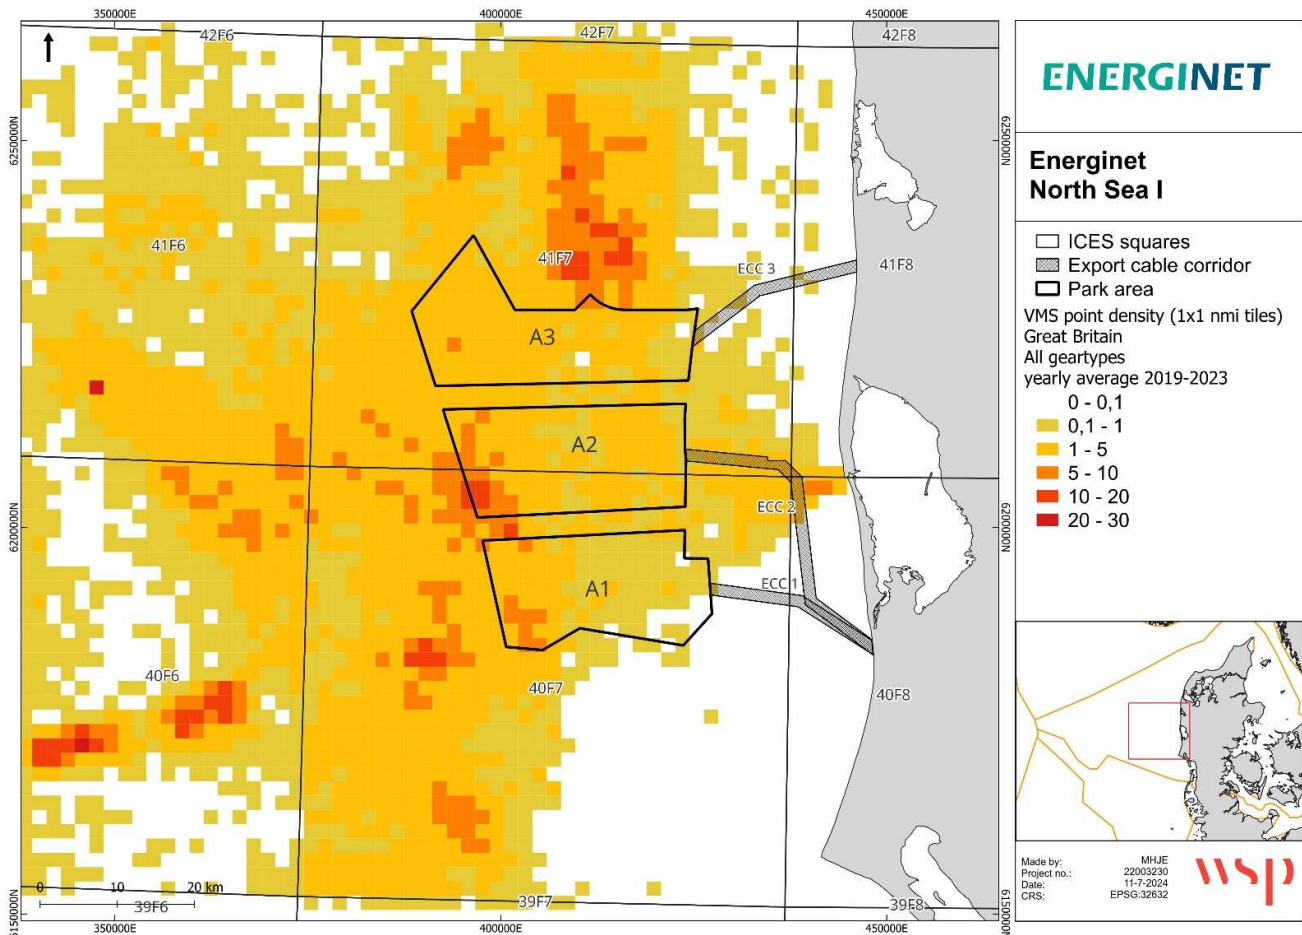 350000E
400000E
450000E
42F6
42F7
42F8
6250000N
6250000N
41F6
41F7
41F8
ECC 3
A3
A2
ECC 2
6200000N
6200000N
A1
ECC 1
40F6
40F7
40F8
0 10 20 km
39F6
39F7
39F8
6150000N
6150000N
350000E
400000E
450000E
ENERGINET
Energinet
North Sea I
ICES squares
Export cable corridor
Park area
VMS point density (1x1 nmi tiles)
Great Britain
All geartypes
yearly average 2019-2023
0 - 0,1
0,1 - 1
1 - 5
5 - 10
10 - 20
20 - 30
Made by: MHJE
Project no.: 22003230
Date: 11-7-2024
CRS: EPSG:32632
wsp